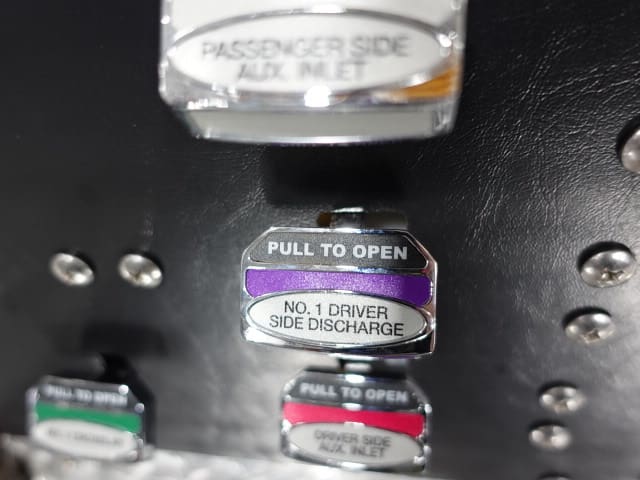 PASSENGER SIDE
AUX. INLET
PULL TO OPEN
NO. 1 DRIVER
SIDE DISCHARGE
PULL TO OPEN
PULL TO OPEN
DRIVER SIDE
AUX. INLET